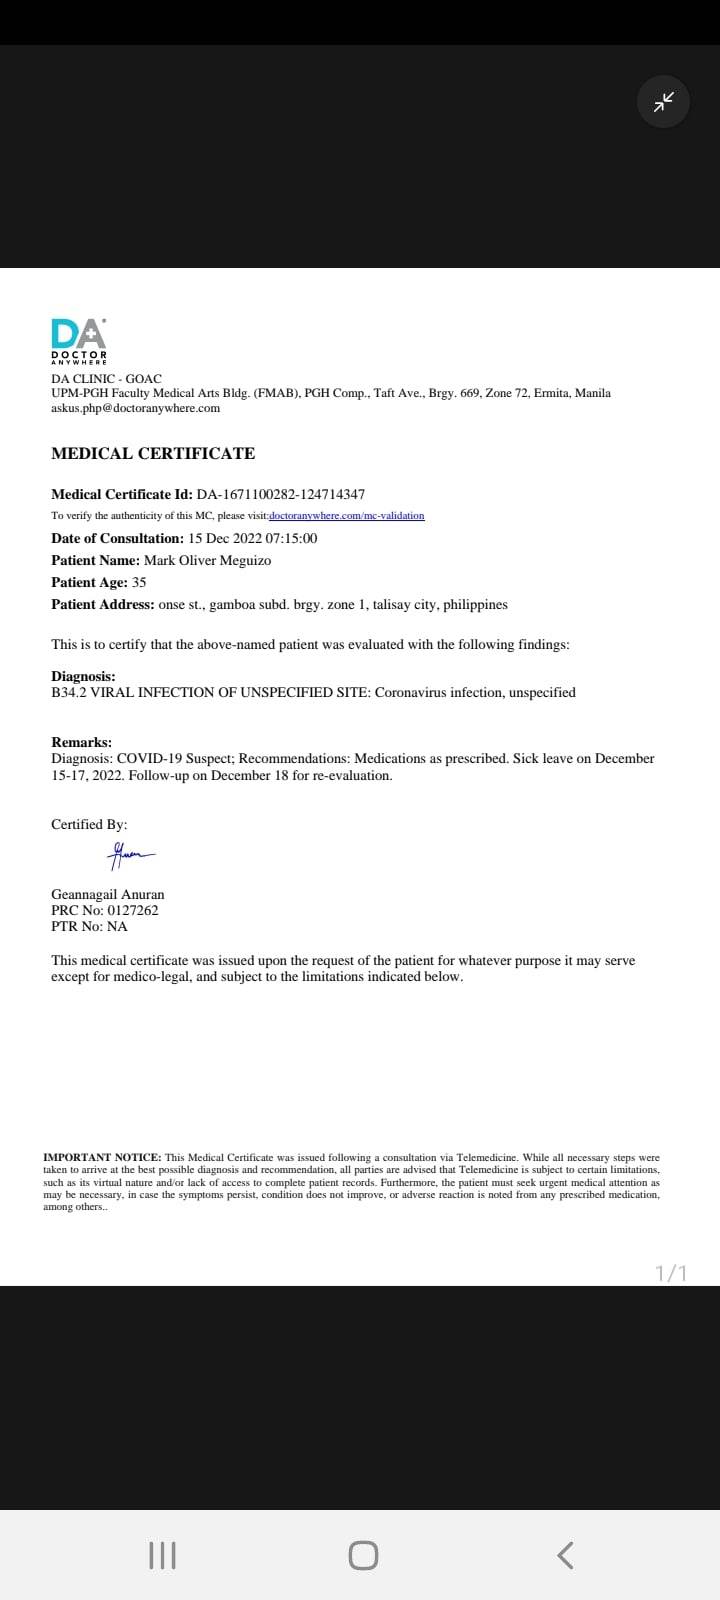 DA
DOCTOR
ANYWHERE
DA CLINIC - GOAC
UPM-PGH Faculty Medical Arts Bldg. (FMAB), PGH Comp., Taft Ave., Brgy. 669, Zone 72, Ermita, Manila
askus.php@doctoranywhere.com
MEDICAL CERTIFICATE
Medical Certificate Id: DA-1671100282-124714347
To verify the authenticity of this MC, please visit:doctoranywhere.com/mc-validation
Date of Consultation: 15 Dec 2022 07:15:00
Patient Name: Mark Oliver Meguizo
Patient Age: 35
Patient Address: onse st., gamboa subd. brgy. zone 1, talisay city, philippines
This is to certify that the above-named patient was evaluated with the following findings:
Diagnosis:
B34.2 VIRAL INFECTION OF UNSPECIFIED SITE: Coronavirus infection, unspecified
Remarks:
Diagnosis: COVID-19 Suspect; Recommendations: Medications as prescribed. Sick leave on December
15-17, 2022. Follow-up on December 18 for re-evaluation.
Certified By:
Geannagail Anuran
PRC No: 0127262
PTR No: NA
This medical certificate was issued upon the request of the patient for whatever purpose it may serve
except for medico-legal, and subject to the limitations indicated below.
IMPORTANT NOTICE: This Medical Certificate was issued following a consultation via Telemedicine. While all necessary steps were
taken to arrive at the best possible diagnosis and recommendation, all parties are advised that Telemedicine is subject to certain limitations,
such as its virtual nature and/or lack of access to complete patient records. Furthermore, the patient must seek urgent medical attention as
may be necessary, in case the symptoms persist, condition does not improve, or adverse reaction is noted from any prescribed medication,
among others..
1/1